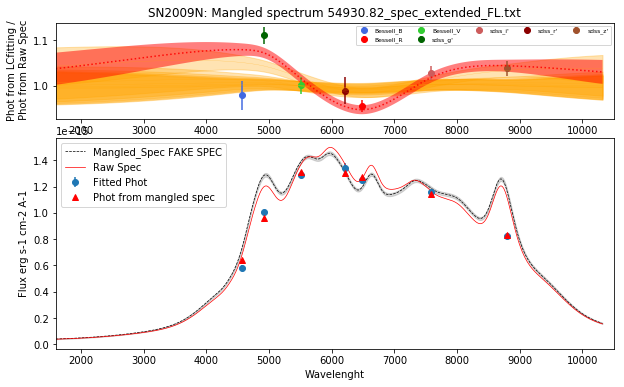 SN2009N: Mangled spectrum 54930.82_spec_extended_FL.txt
Phot from LCfitting /
Phot from Raw Spec
1.1
1.0
Bessell_B
Bessell_R
Bessell_V
sdss_g'
sdss_i'
sdss_r'
sdss_z'
2000 3000 4000 5000 6000 7000 8000 9000 10000
Flux erg s-1 cm-2 A-1
1.4
1.2
1.0
0.8
0.6
0.4
0.2
0.0
Mangled_Spec FAKE SPEC
Raw Spec
Fitted Phot
Phot from mangled spec
2000 3000 4000 5000 6000 7000 8000 9000 10000
Wavelenght